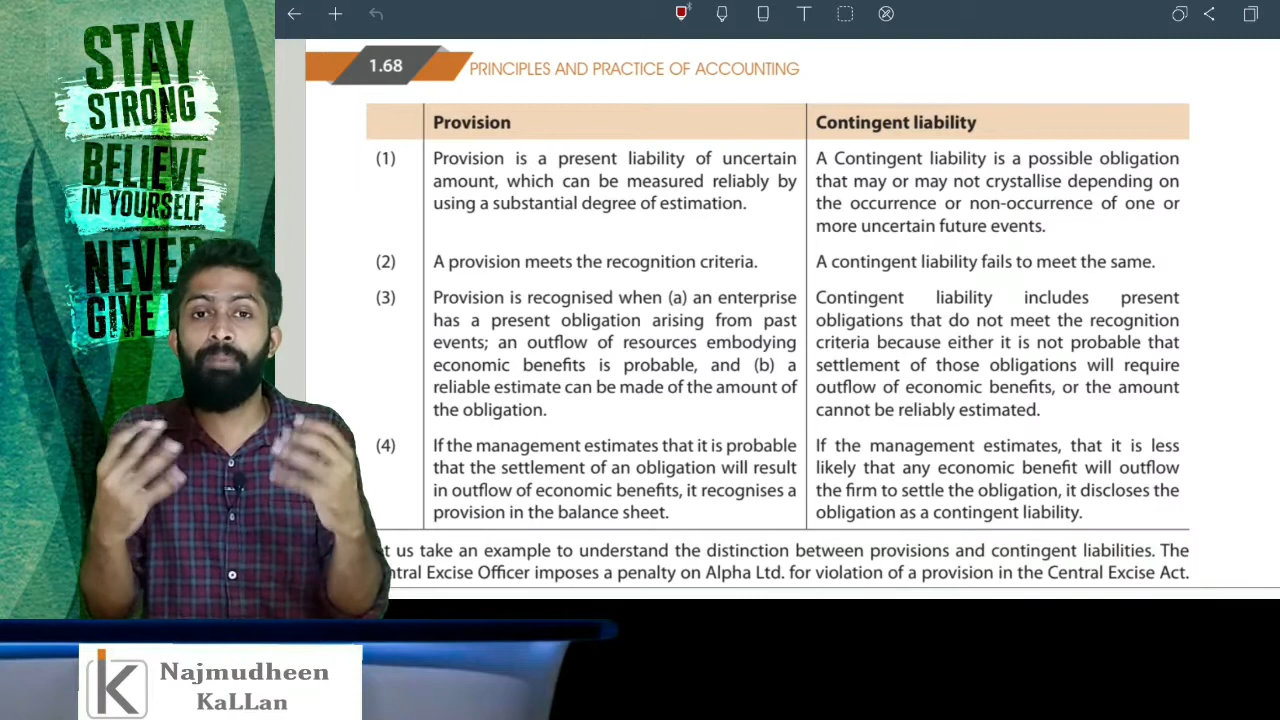 STAY
STRONG
BELIEVE
IN YOURSELF
NEVER
GIVE
1.68
PRINCIPLES AND PRACTICE OF ACCOUNTING
Provision
Contingent liability
(1)
Provision is a present liability of uncertain
amount, which can be measured reliably by
using a substantial degree of estimation.
A Contingent liability is a possible obligation
that may or may not crystallise depending on
the occurrence or non-occurrence of one or
more uncertain future events.
(2)
A provision meets the recognition criteria.
A contingent liability fails to meet the same.
(3)
Provision is recognised when (a) an enterprise
has a present obligation arising from past
events; an outflow of resources embodying
economic benefits is probable, and (b) a
reliable estimate can be made of the amount of
the obligation.
Contingent liability includes present
obligations that do not meet the recognition
criteria because either it is not probable that
settlement of those obligations will require
outflow of economic benefits, or the amount
cannot be reliably estimated.
(4)
If the management estimates that it is probable
that the settlement of an obligation will result
in outflow of economic benefits, it recognises a
provision in the balance sheet.
If the management estimates, that it is less
likely that any economic benefit will outflow
the firm to settle the obligation, it discloses the
obligation as a contingent liability.
t us take an example to understand the distinction between provisions and contingent liabilities. The
ntral Excise Officer imposes a penalty on Alpha Ltd. for violation of a provision in the Central Excise Act.
Najmudheen
KaLLan